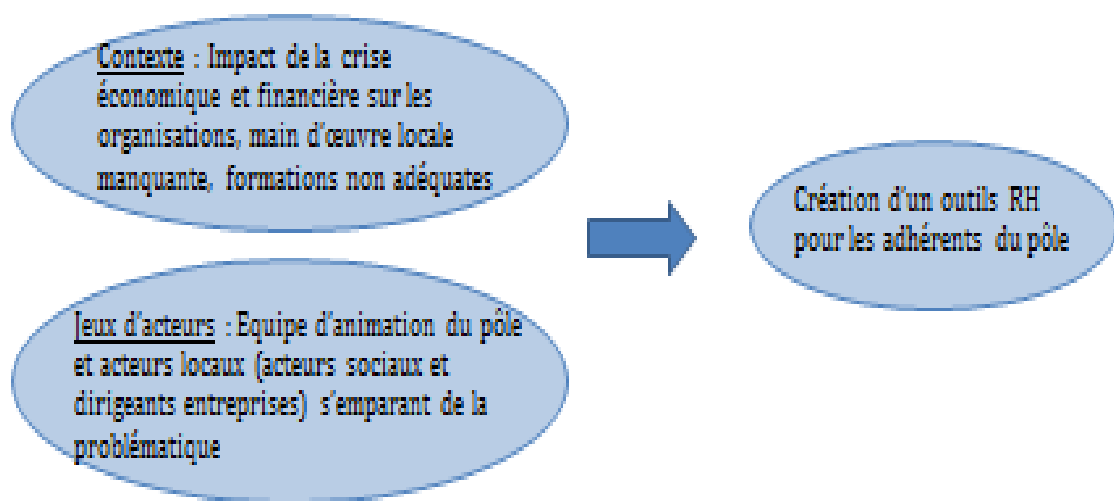 Contexte : Impact de la crise
économique et financière sur les
organisations, main d'œuvre locale
manquante, formations non adéquates
Jeux d'acteurs : Equipe d'animation du pôle
et acteurs locaux (acteurs sociaux et
dirigeants entreprises) s'emparant de la
problématique
Création d'un outils RH
pour les adhérents du pôle